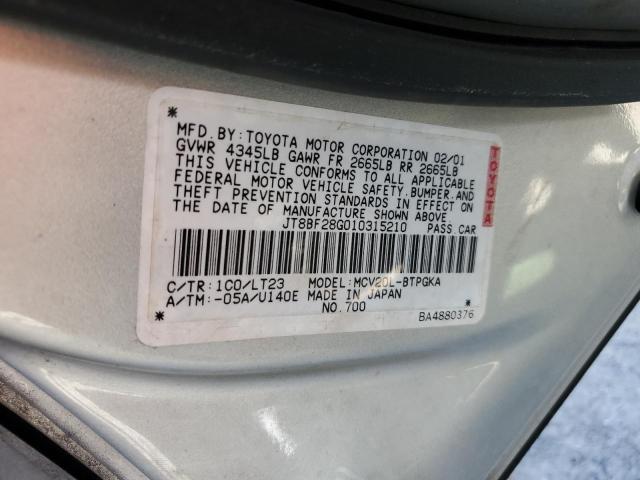 MFD. BY: TOYOTA MOTOR CORPORATION 02/01
GVWR 4345LB GAWR FR 2665LB RR 2665LB
THIS VEHICLE CONFORMS TO ALL APPLICABLE
FEDERAL MOTOR VEHICLE SAFETY, BUMPER, AND
THEFT PREVENTION STANDARDS IN EFFECT ON
THE DATE OF MANUFACTURE SHOWN ABOVE.
TOYOTA
JT8BF28G010315210 PASS. CAR
C/TR: 1C0/LT23 MODEL: MCV20L-BTPGKA
A/TM: -05A/U140E MADE IN JAPAN
NO. 700
BA4880376